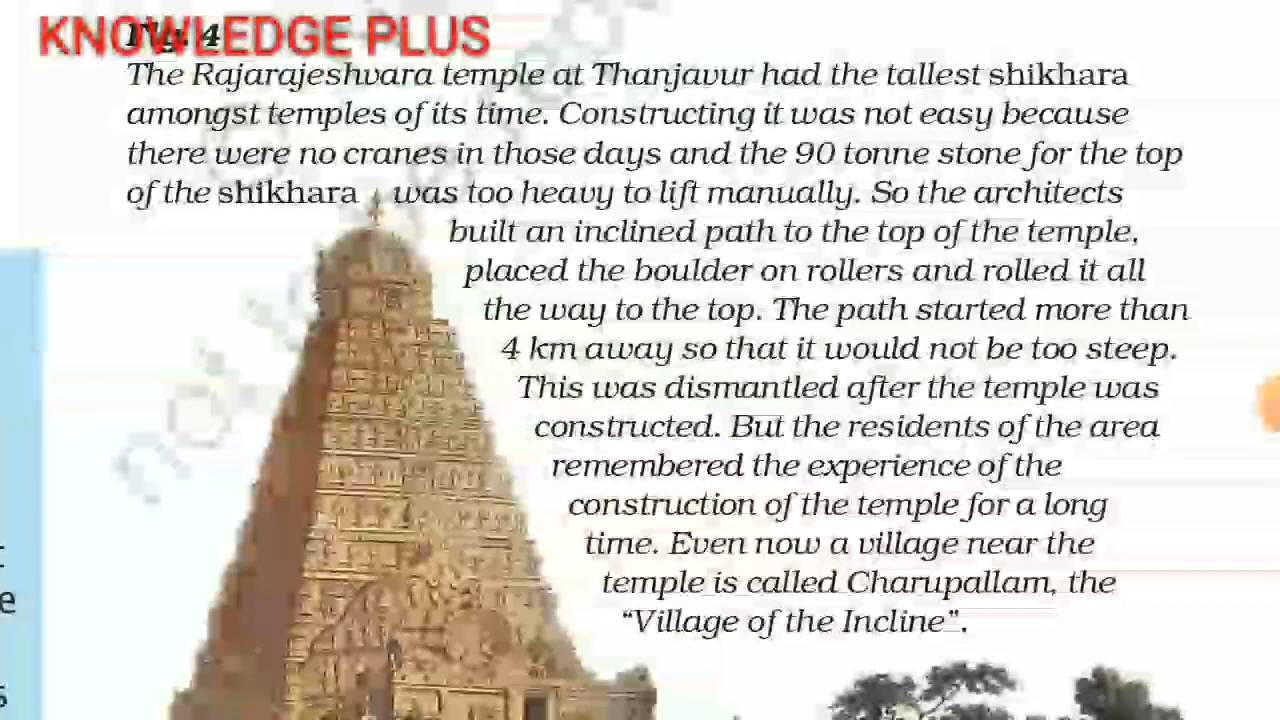 KNOWLEDGE PLUS
Fig. 4
The Rajarajeshvara temple at Thanjavur had the tallest shikhara
amongst temples of its time. Constructing it was not easy because
there were no cranes in those days and the 90 tonne stone for the top
of the shikhara was too heavy to lift manually. So the architects
built an inclined path to the top of the temple,
placed the boulder on rollers and rolled it all
the way to the top. The path started more than
4 km away so that it would not be too steep.
This was dismantled after the temple was
constructed. But the residents of the area
remembered the experience of the
construction of the temple for a long
time. Even now a village near the
temple is called Charupallam, the
“Village of the Incline”.